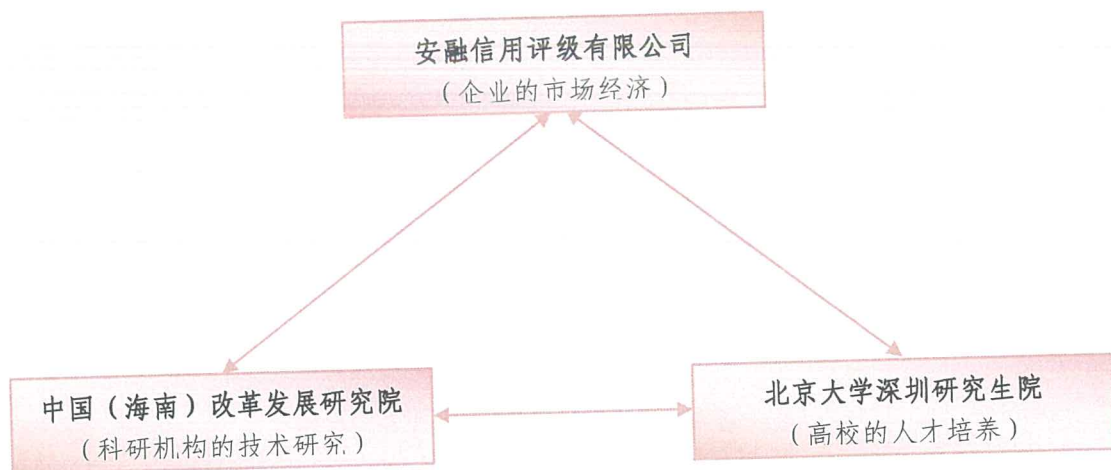 安融信用评级有限公司
（企业的市场经济）
中国（海南）改革发展研究院
（科研机构的技术研究）
北京大学深圳研究生院
（高校的人才培养）